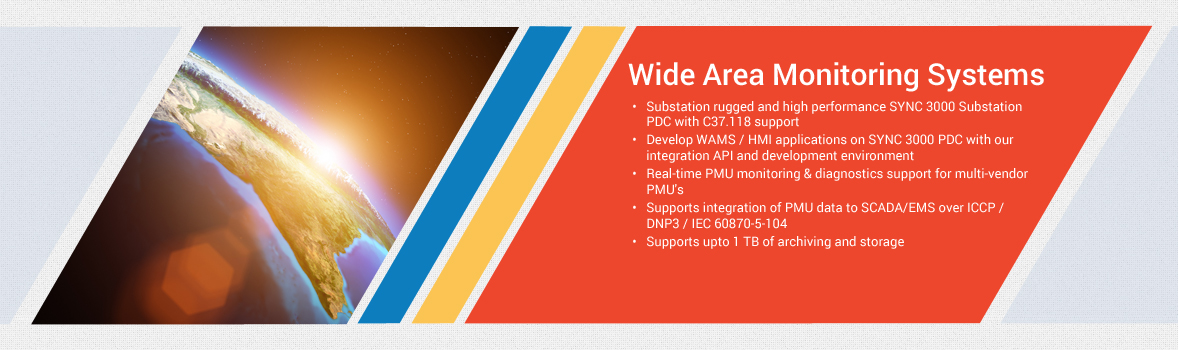 Wide Area Monitoring Systems
• Substation rugged and high performance SYNC 3000 Substation
PDC with C37.118 support
• Develop WAMS / HMI applications on SYNC 3000 PDC with our
integration API and development environment
• Real-time PMU monitoring & diagnostics support for multi-vendor
PMU's
• Supports integration of PMU data to SCADA/EMS over ICCP /
DNP3 / IEC 60870-5-104
• Supports upto 1 TB of archiving and storage